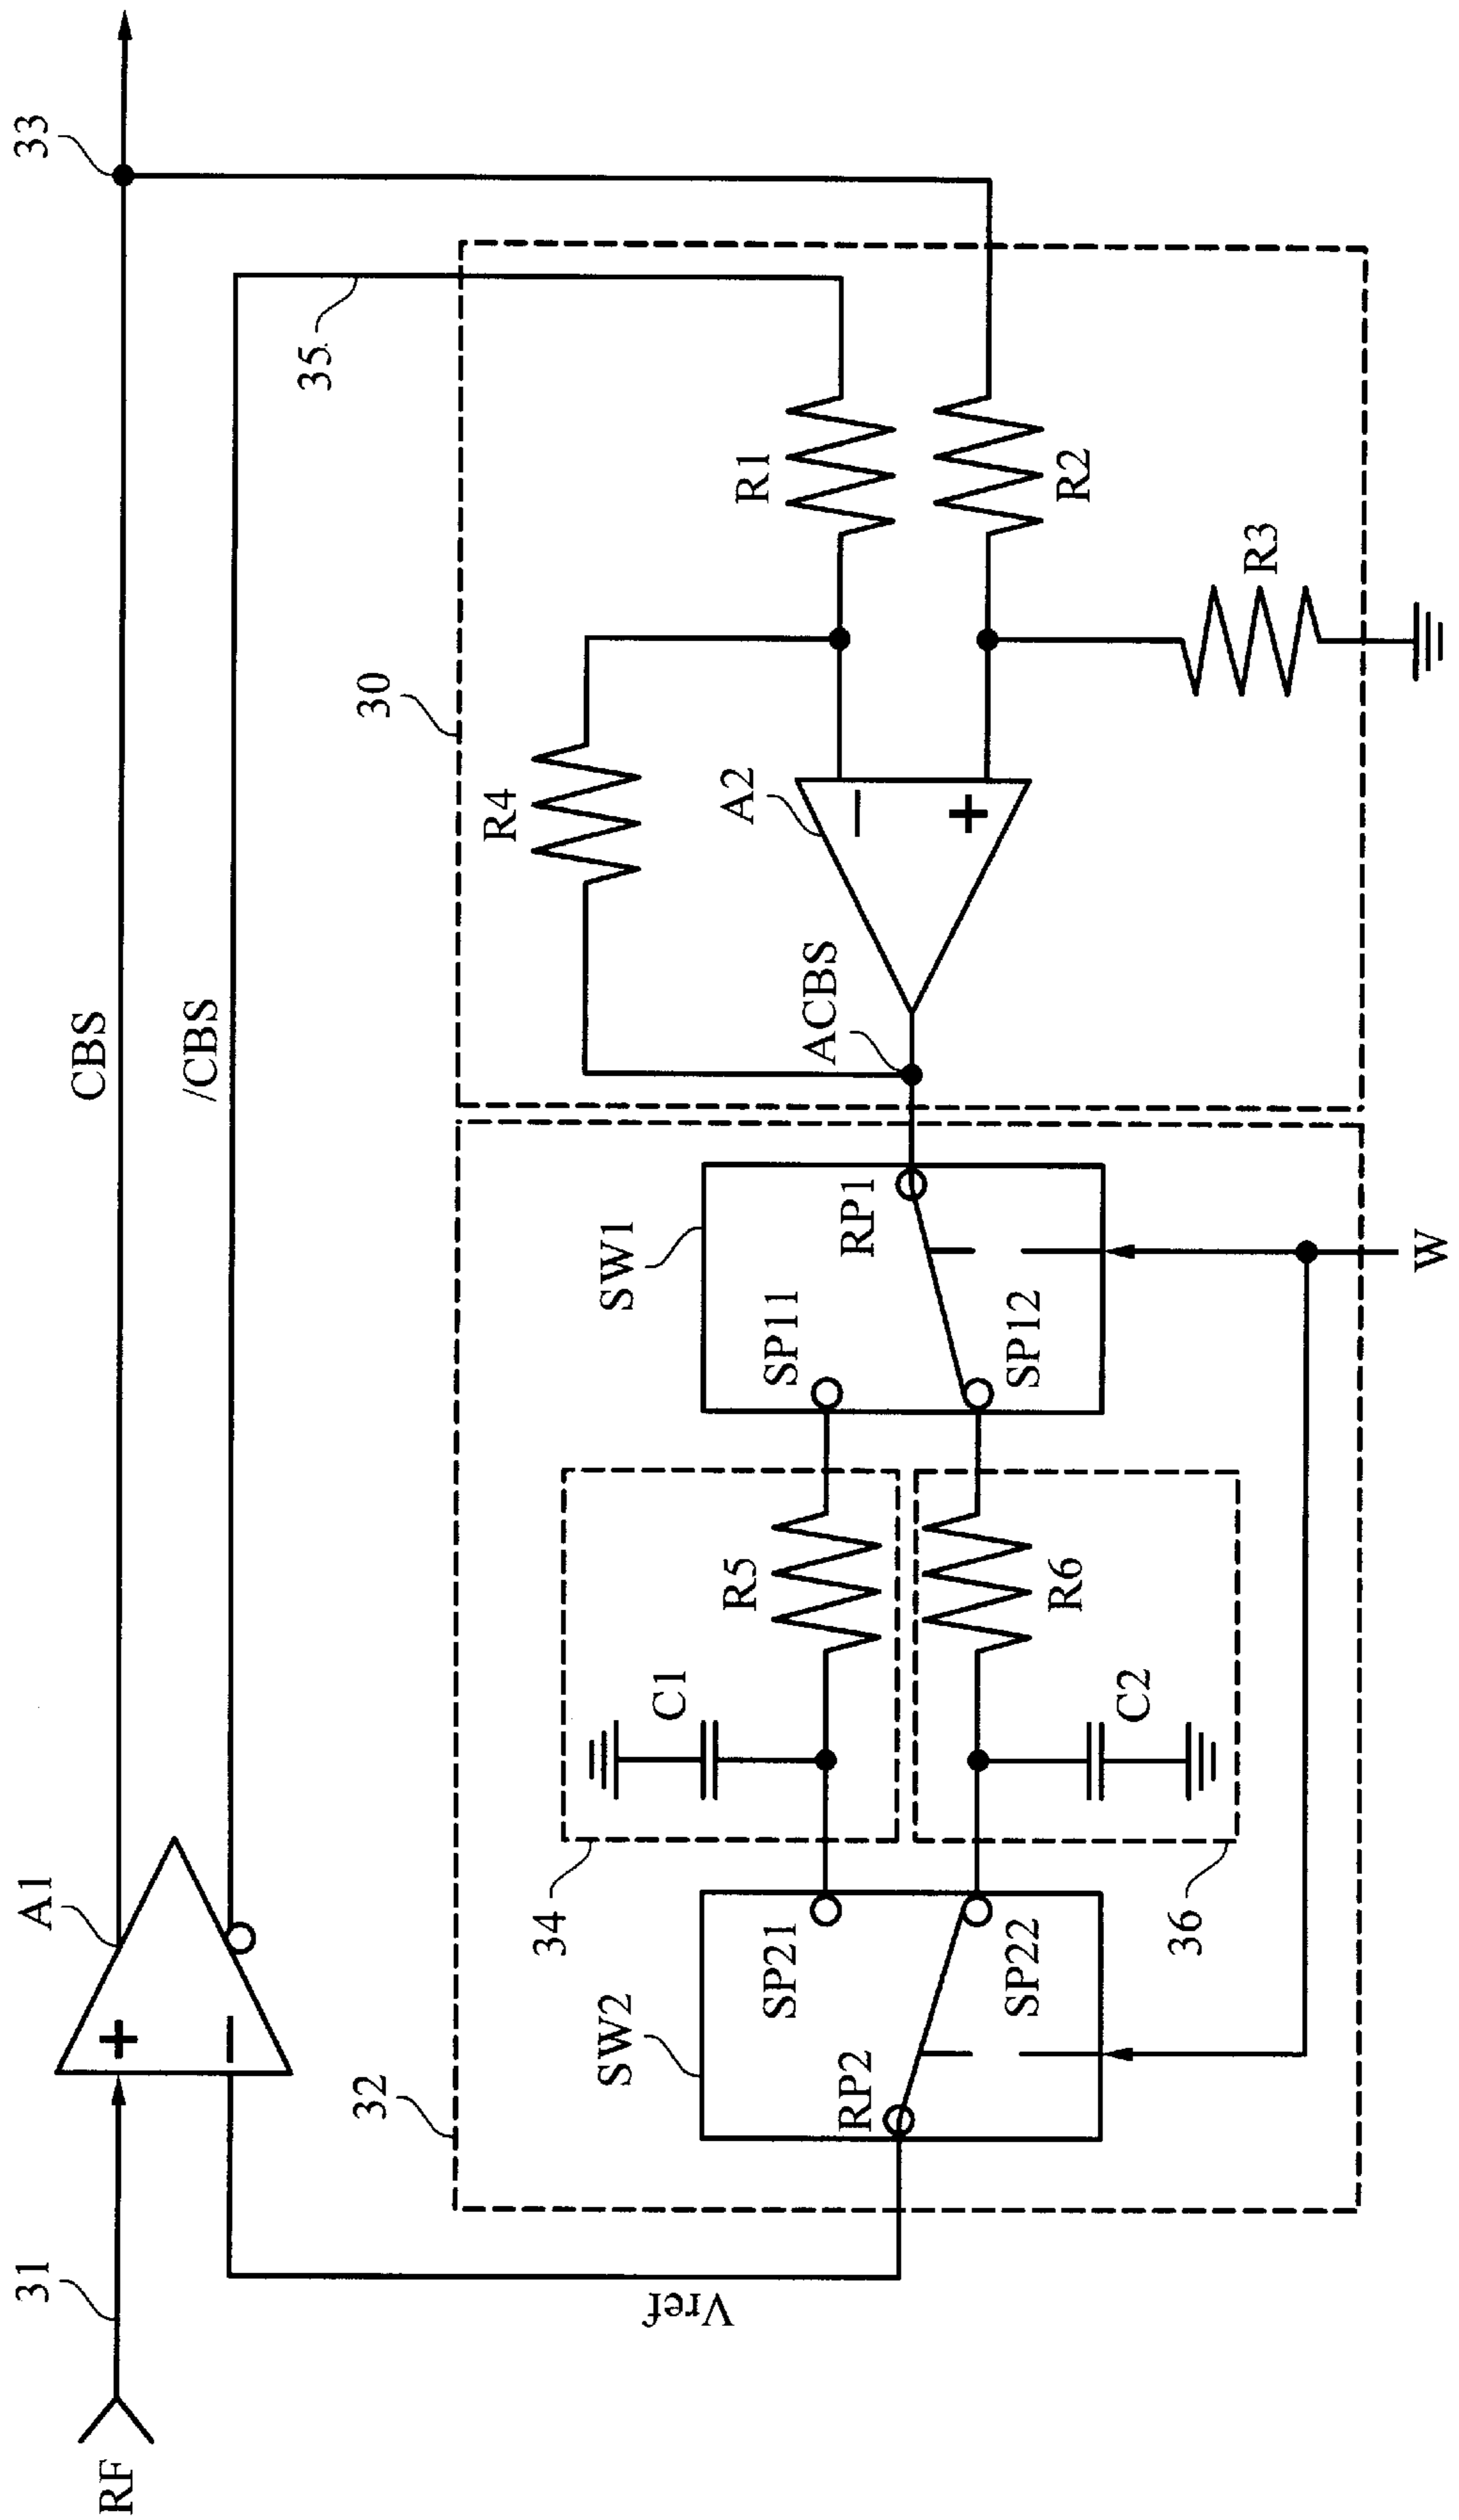 RF
31
A1
CBS
/CBS
33
35
Vref
32
SW2
RP2
SP21
SP22
34
C1
R5
36
C2
R6
SW1
SP11
RP1
SP12
W
30
ACBS
R4
A2
R1
R2
R3